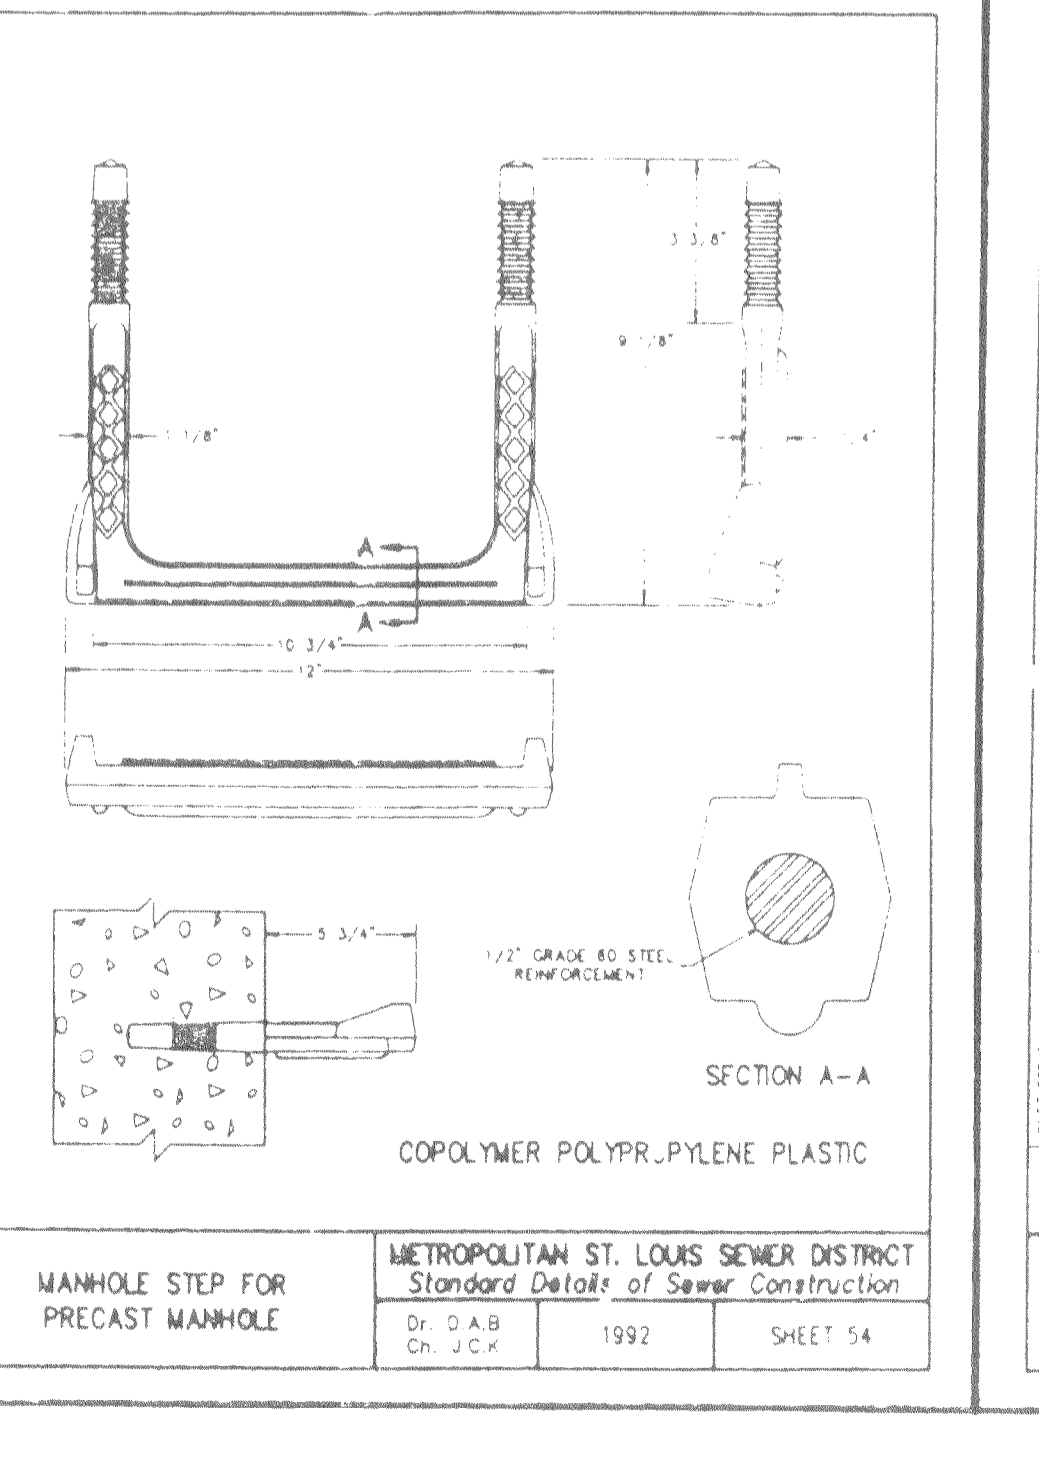 3 3/8"
9 1/8"
1 1/8"
A
A
10 3/4"
12"
5 3/4"
1/2" GRADE 60 STEEL
REINFORCEMENT
SECTION A-A
COPOLYMER POLYPROPYLENE PLASTIC
MANHOLE STEP FOR
PRECAST MANHOLE
METROPOLITAN ST. LOUIS SEWER DISTRICT
Standard Details of Sewer Construction
Dr. D.A.B
Ch. J.C.K
1992
SHEET 54